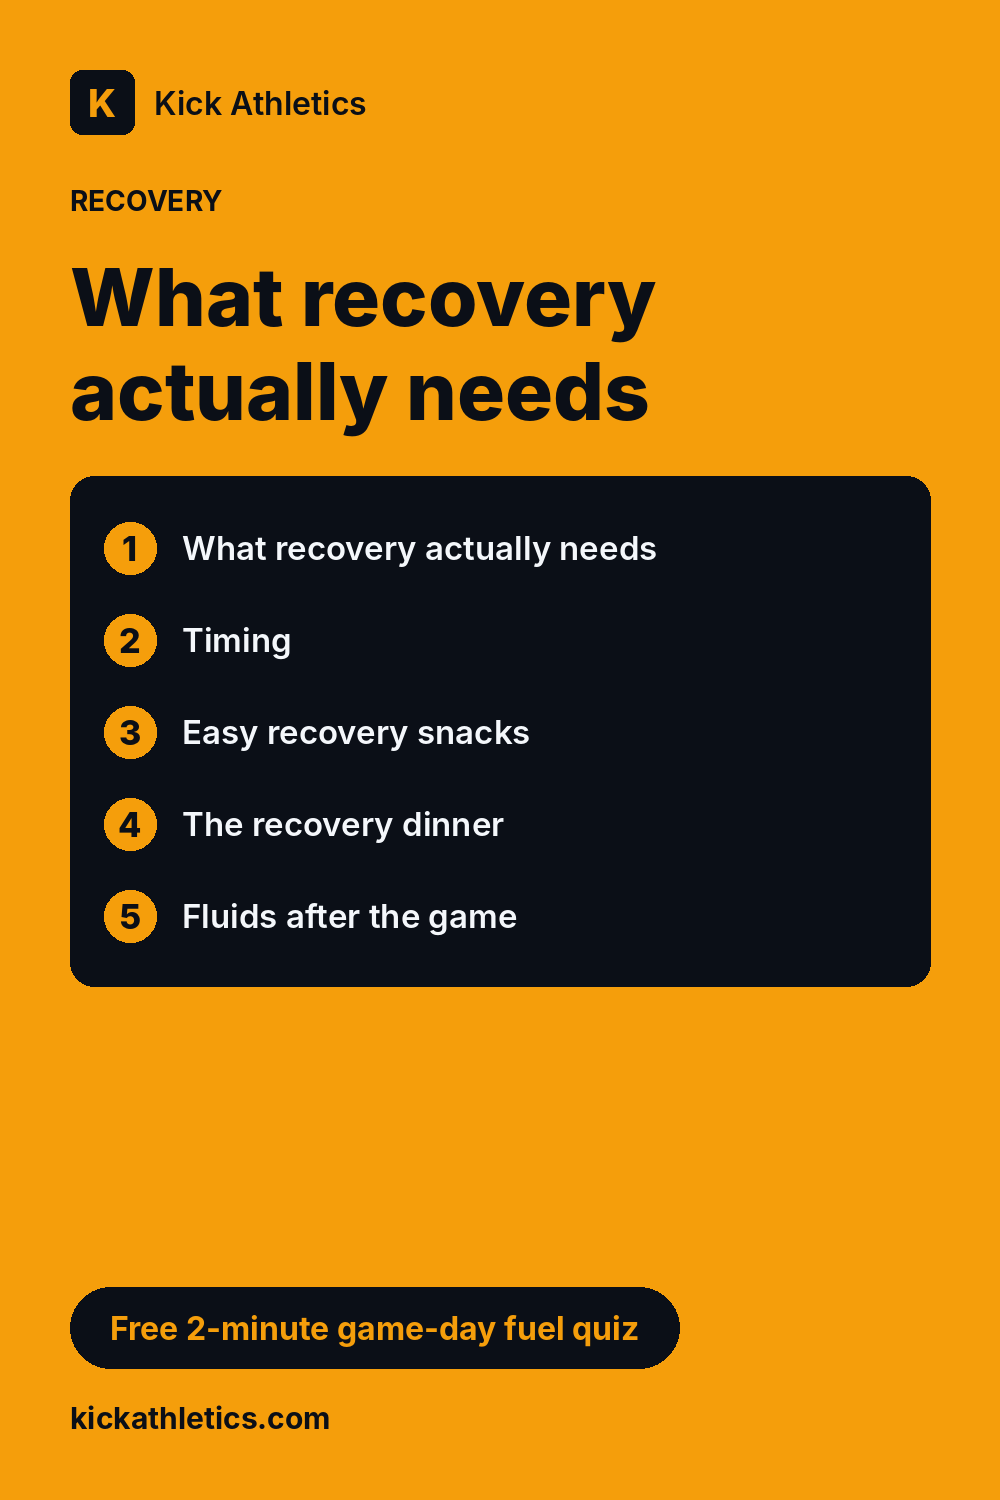 K
Kick Athletics
RECOVERY
What recovery
actually needs
1 What recovery actually needs
2 Timing
3 Easy recovery snacks
4 The recovery dinner
5 Fluids after the game
Free 2-minute game-day fuel quiz
kickathletics.com